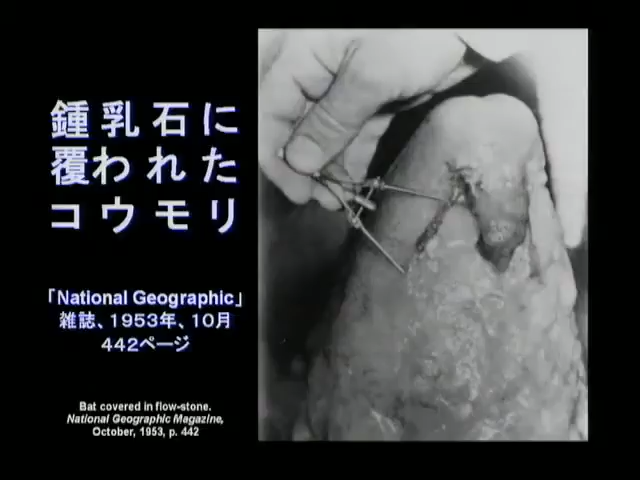 鍾乳石に
覆われた
コウモリ
「National Geographic」
雑誌、1953年、10月
442ページ
Bat covered in flow-stone.
National Geographic Magazine,
October, 1953, p. 442